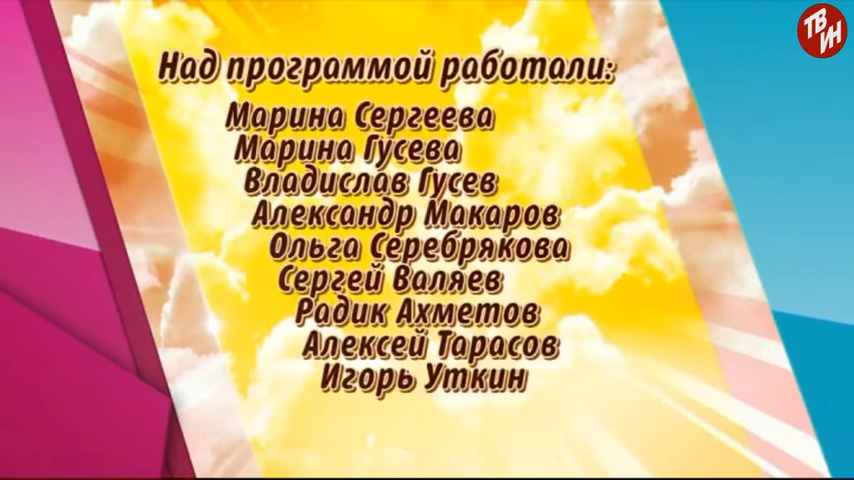 ТВ
ИН
Над программой работали:
Марина Сергеева
Марина Гусева
Владислав Гусев
Александр Макаров
Ольга Серебрякова
Сергей Валяев
Радик Ахметов
Алексей Тарасов
Игорь Уткин